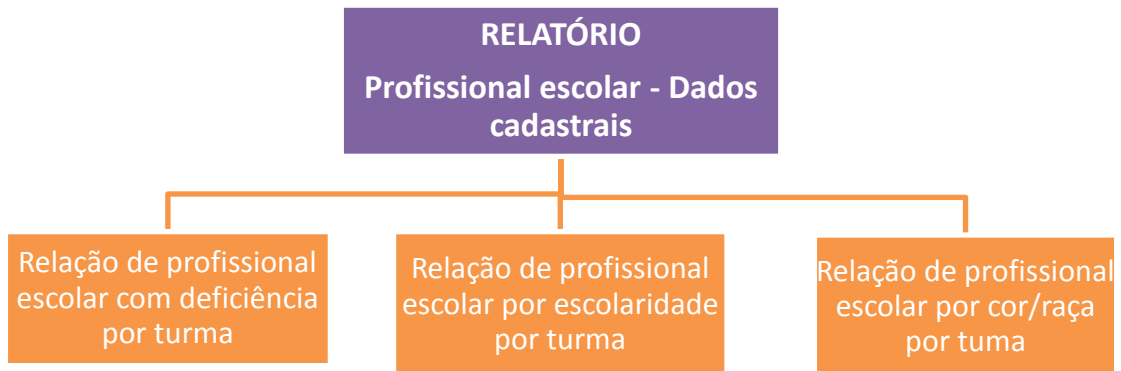 RELATÓRIO
Profissional escolar - Dados
cadastrais
Relação de profissional
escolar com deficiência
por turma
Relação de profissional
escolar por escolaridade
por turma
Relação de profissional
escolar por cor/raça
por tuma